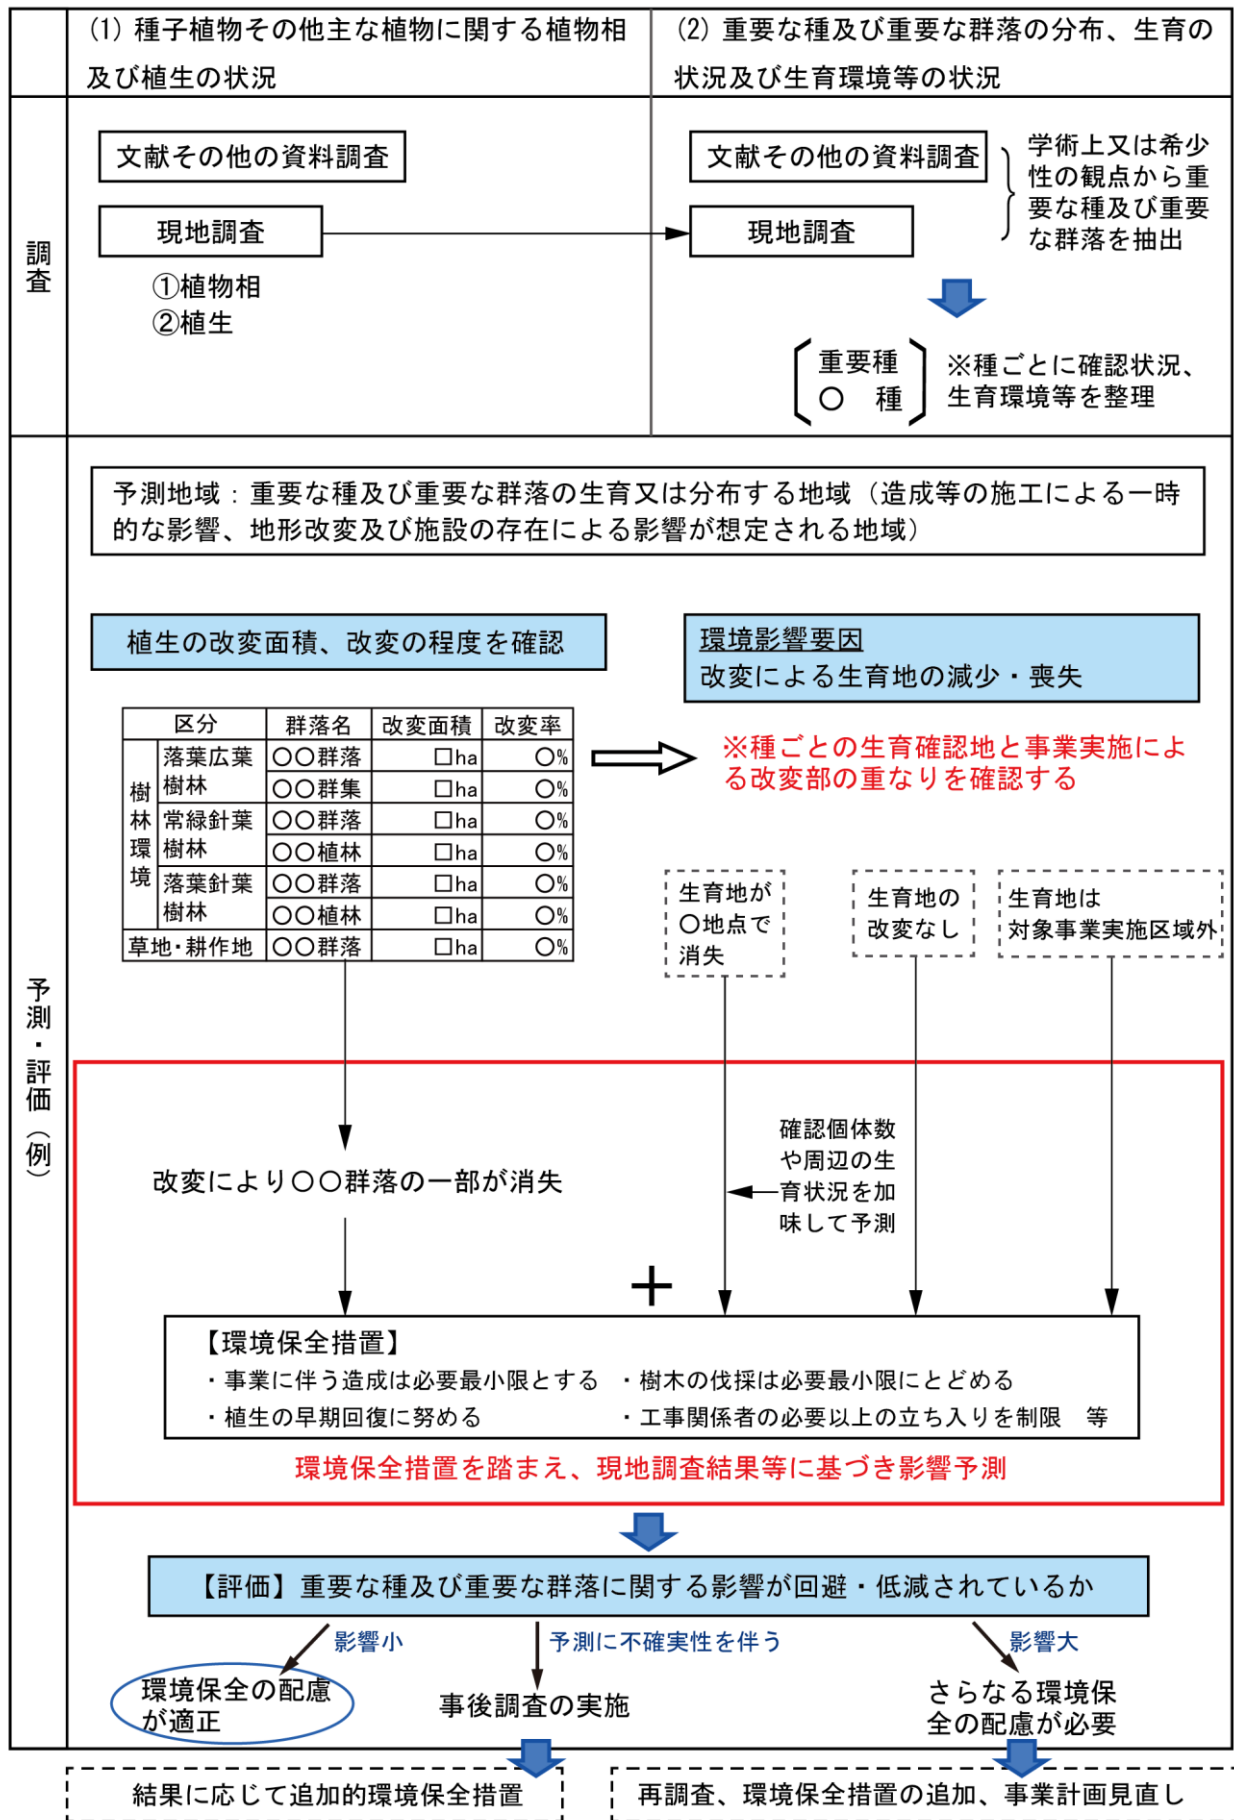 (1) 種子植物その他主な植物に関する植物相
及び植生の状況
(2) 重要な種及び重要な群落の分布、生育の
状況及び生育環境等の状況
調査
文献その他の資料調査
現地調査
①植物相
②植生
文献その他の資料調査
現地調査
学術上又は希少
性の観点から重
要な種及び重要
な群落を抽出
重要種
〇 種
※種ごとに確認状況、
生育環境等を整理
予測・評価（例）
予測地域：重要な種及び重要な群落の生育又は分布する地域（造成等の施工による一時
的な影響、地形改変及び施設の存在による影響が想定される地域）
植生の改変面積、改変の程度を確認
環境影響要因
改変による生育地の減少・喪失
区分 群落名 改変面積 改変率
樹林環境
落葉広葉
樹林
〇〇群落 □ha 〇%
〇〇群集 □ha 〇%
常緑針葉
樹林
〇〇群落 □ha 〇%
〇〇植林 □ha 〇%
落葉針葉
樹林
〇〇群落 □ha 〇%
〇〇植林 □ha 〇%
草地・耕作地 〇〇群落 □ha 〇%
※種ごとの生育確認地と事業実施によ
る改変部の重なりを確認する
生育地が
〇地点で
消失
生育地の
改変なし
生育地は
対象事業実施区域外
確認個体数
や周辺の生
育状況を加
味して予測
改変により〇〇群落の一部が消失
＋
【環境保全措置】
・事業に伴う造成は必要最小限とする ・樹木の伐採は必要最小限にとどめる
・植生の早期回復に努める ・工事関係者の必要以上の立ち入りを制限 等
環境保全措置を踏まえ、現地調査結果等に基づき影響予測
【評価】重要な種及び重要な群落に関する影響が回避・低減されているか
影響小
予測に不確実性を伴う
影響大
環境保全の配慮
が適正
事後調査の実施
さらなる環境保
全の配慮が必要
結果に応じて追加的環境保全措置
再調査、環境保全措置の追加、事業計画見直し